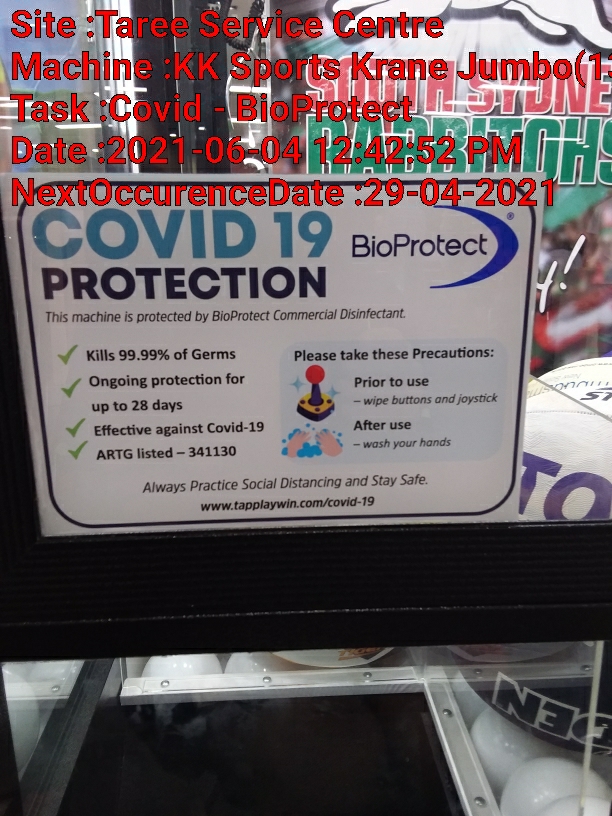 Site :Taree Service Centre
Machine :KK Sports Krane Jumbo(13
Task :Covid - BioProtect
Date :2021-06-04 12:42:52 PM
NextOccurenceDate :29-04-2021
SOUTH SYDNE
RABBITOHS
COVID 19
PROTECTION
BioProtect®
This machine is protected by BioProtect Commercial Disinfectant.
Kills 99.99% of Germs
Ongoing protection for
up to 28 days
Effective against Covid-19
ARTG listed – 341130
Please take these Precautions:
Prior to use
– wipe buttons and joystick
After use
– wash your hands
Always Practice Social Distancing and Stay Safe.
www.tapplaywin.com/covid-19